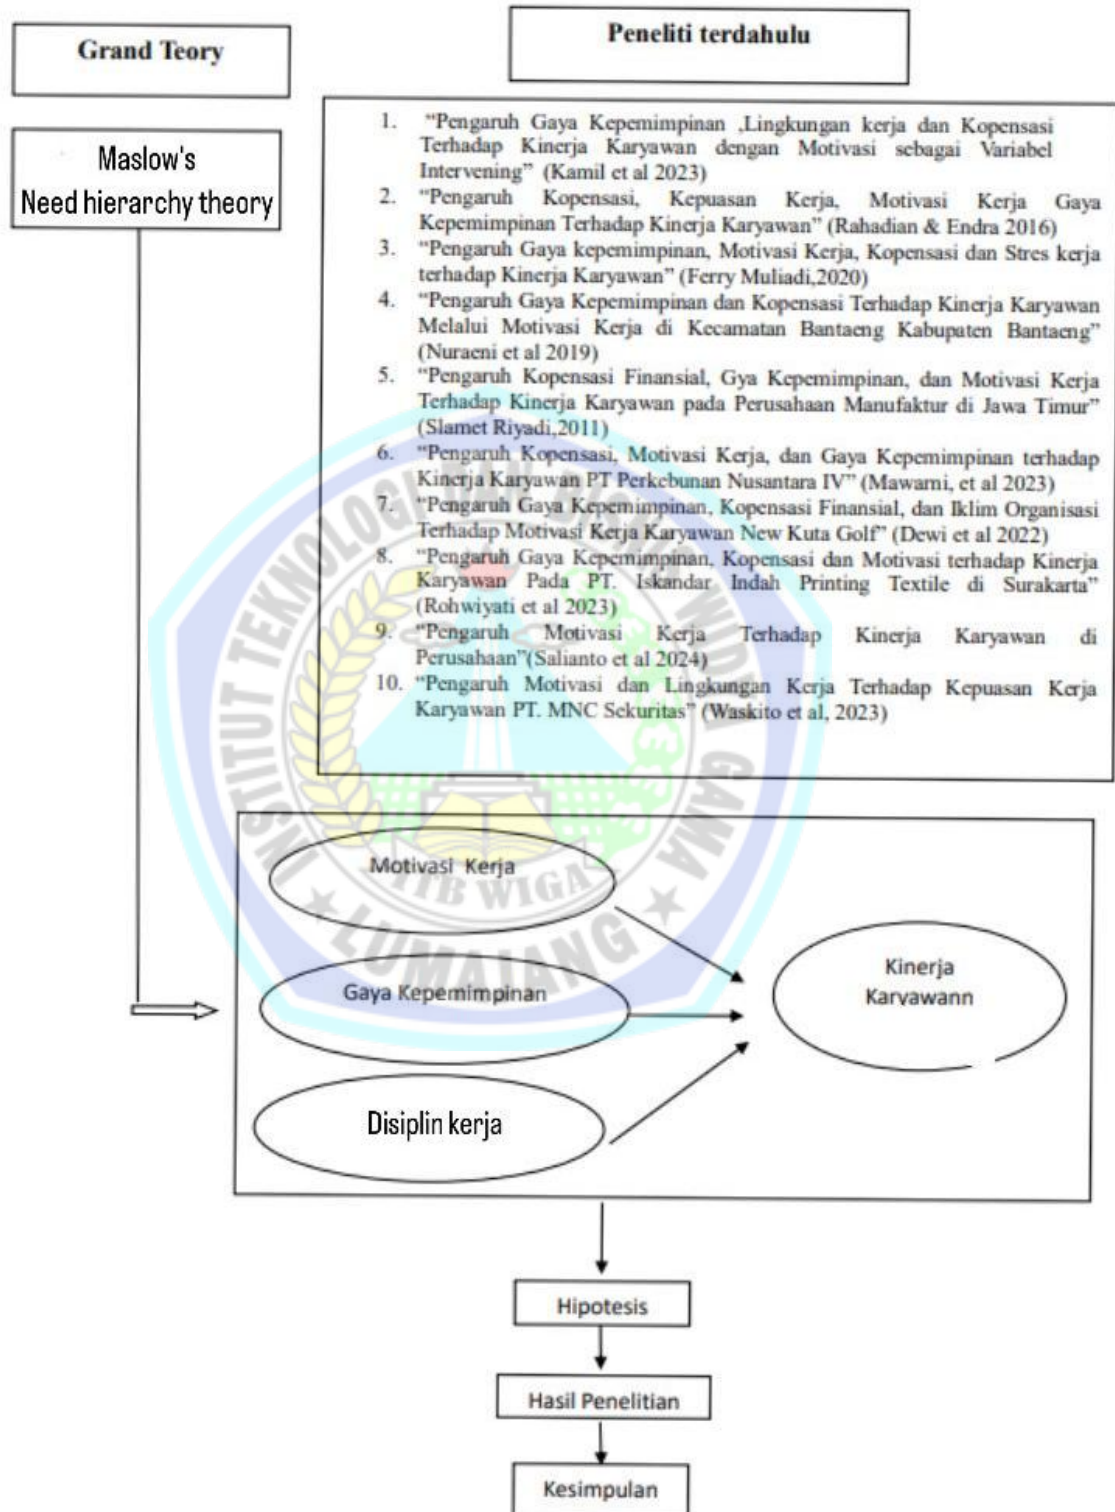 Grand Teory
Peneliti terdahulu
Maslow's
Need hierarchy theory
1. “Pengaruh Gaya Kepemimpinan ,Lingkungan kerja dan Kopensasi
Terhadap Kinerja Karyawan dengan Motivasi sebagai Variabel
Intervening” (Kamil et al 2023)
2. “Pengaruh Kopensasi, Kepuasan Kerja, Motivasi Kerja Gaya
Kepemimpinan Terhadap Kinerja Karyawan” (Rahadian & Endra 2016)
3. “Pengaruh Gaya kepemimpinan, Motivasi Kerja, Kopensasi dan Stres kerja
terhadap Kinerja Karyawan” (Ferry Muliadi,2020)
4. “Pengaruh Gaya Kepemimpinan dan Kopensasi Terhadap Kinerja Karyawan
Melalui Motivasi Kerja di Kecamatan Bantaeng Kabupaten Bantaeng”
(Nuraeni et al 2019)
5. “Pengaruh Kopensasi Finansial, Gya Kepemimpinan, dan Motivasi Kerja
Terhadap Kinerja Karyawan pada Perusahaan Manufaktur di Jawa Timur”
(Slamet Riyadi,2011)
6. “Pengaruh Kopensasi, Motivasi Kerja, dan Gaya Kepemimpinan terhadap
Kinerja Karyawan PT Perkebunan Nusantara IV” (Mawarni, et al 2023)
7. “Pengaruh Gaya Kepemimpinan, Kopensasi Finansial, dan Iklim Organisasi
Terhadap Motivasi Kerja Karyawan New Kuta Golf” (Dewi et al 2022)
8. “Pengaruh Gaya Kepemimpinan, Kopensasi dan Motivasi terhadap Kinerja
Karyawan Pada PT. Iskandar Indah Printing Textile di Surakarta”
(Rohwiyati et al 2023)
9. “Pengaruh Motivasi Kerja Terhadap Kinerja Karyawan di
Perusahaan”(Salianto et al 2024)
10. “Pengaruh Motivasi dan Lingkungan Kerja Terhadap Kepuasan Kerja
Karyawan PT. MNC Sekuritas” (Waskito et al, 2023)
INSTITUT TEKNOLOGI DAN BISNIS WIDYA GAMA
ITB WIGA
LUMAJANG
Motivasi Kerja
Gaya Kepemimpinan
Disiplin kerja
Kinerja
Karyawann
Hipotesis
Hasil Penelitian
Kesimpulan